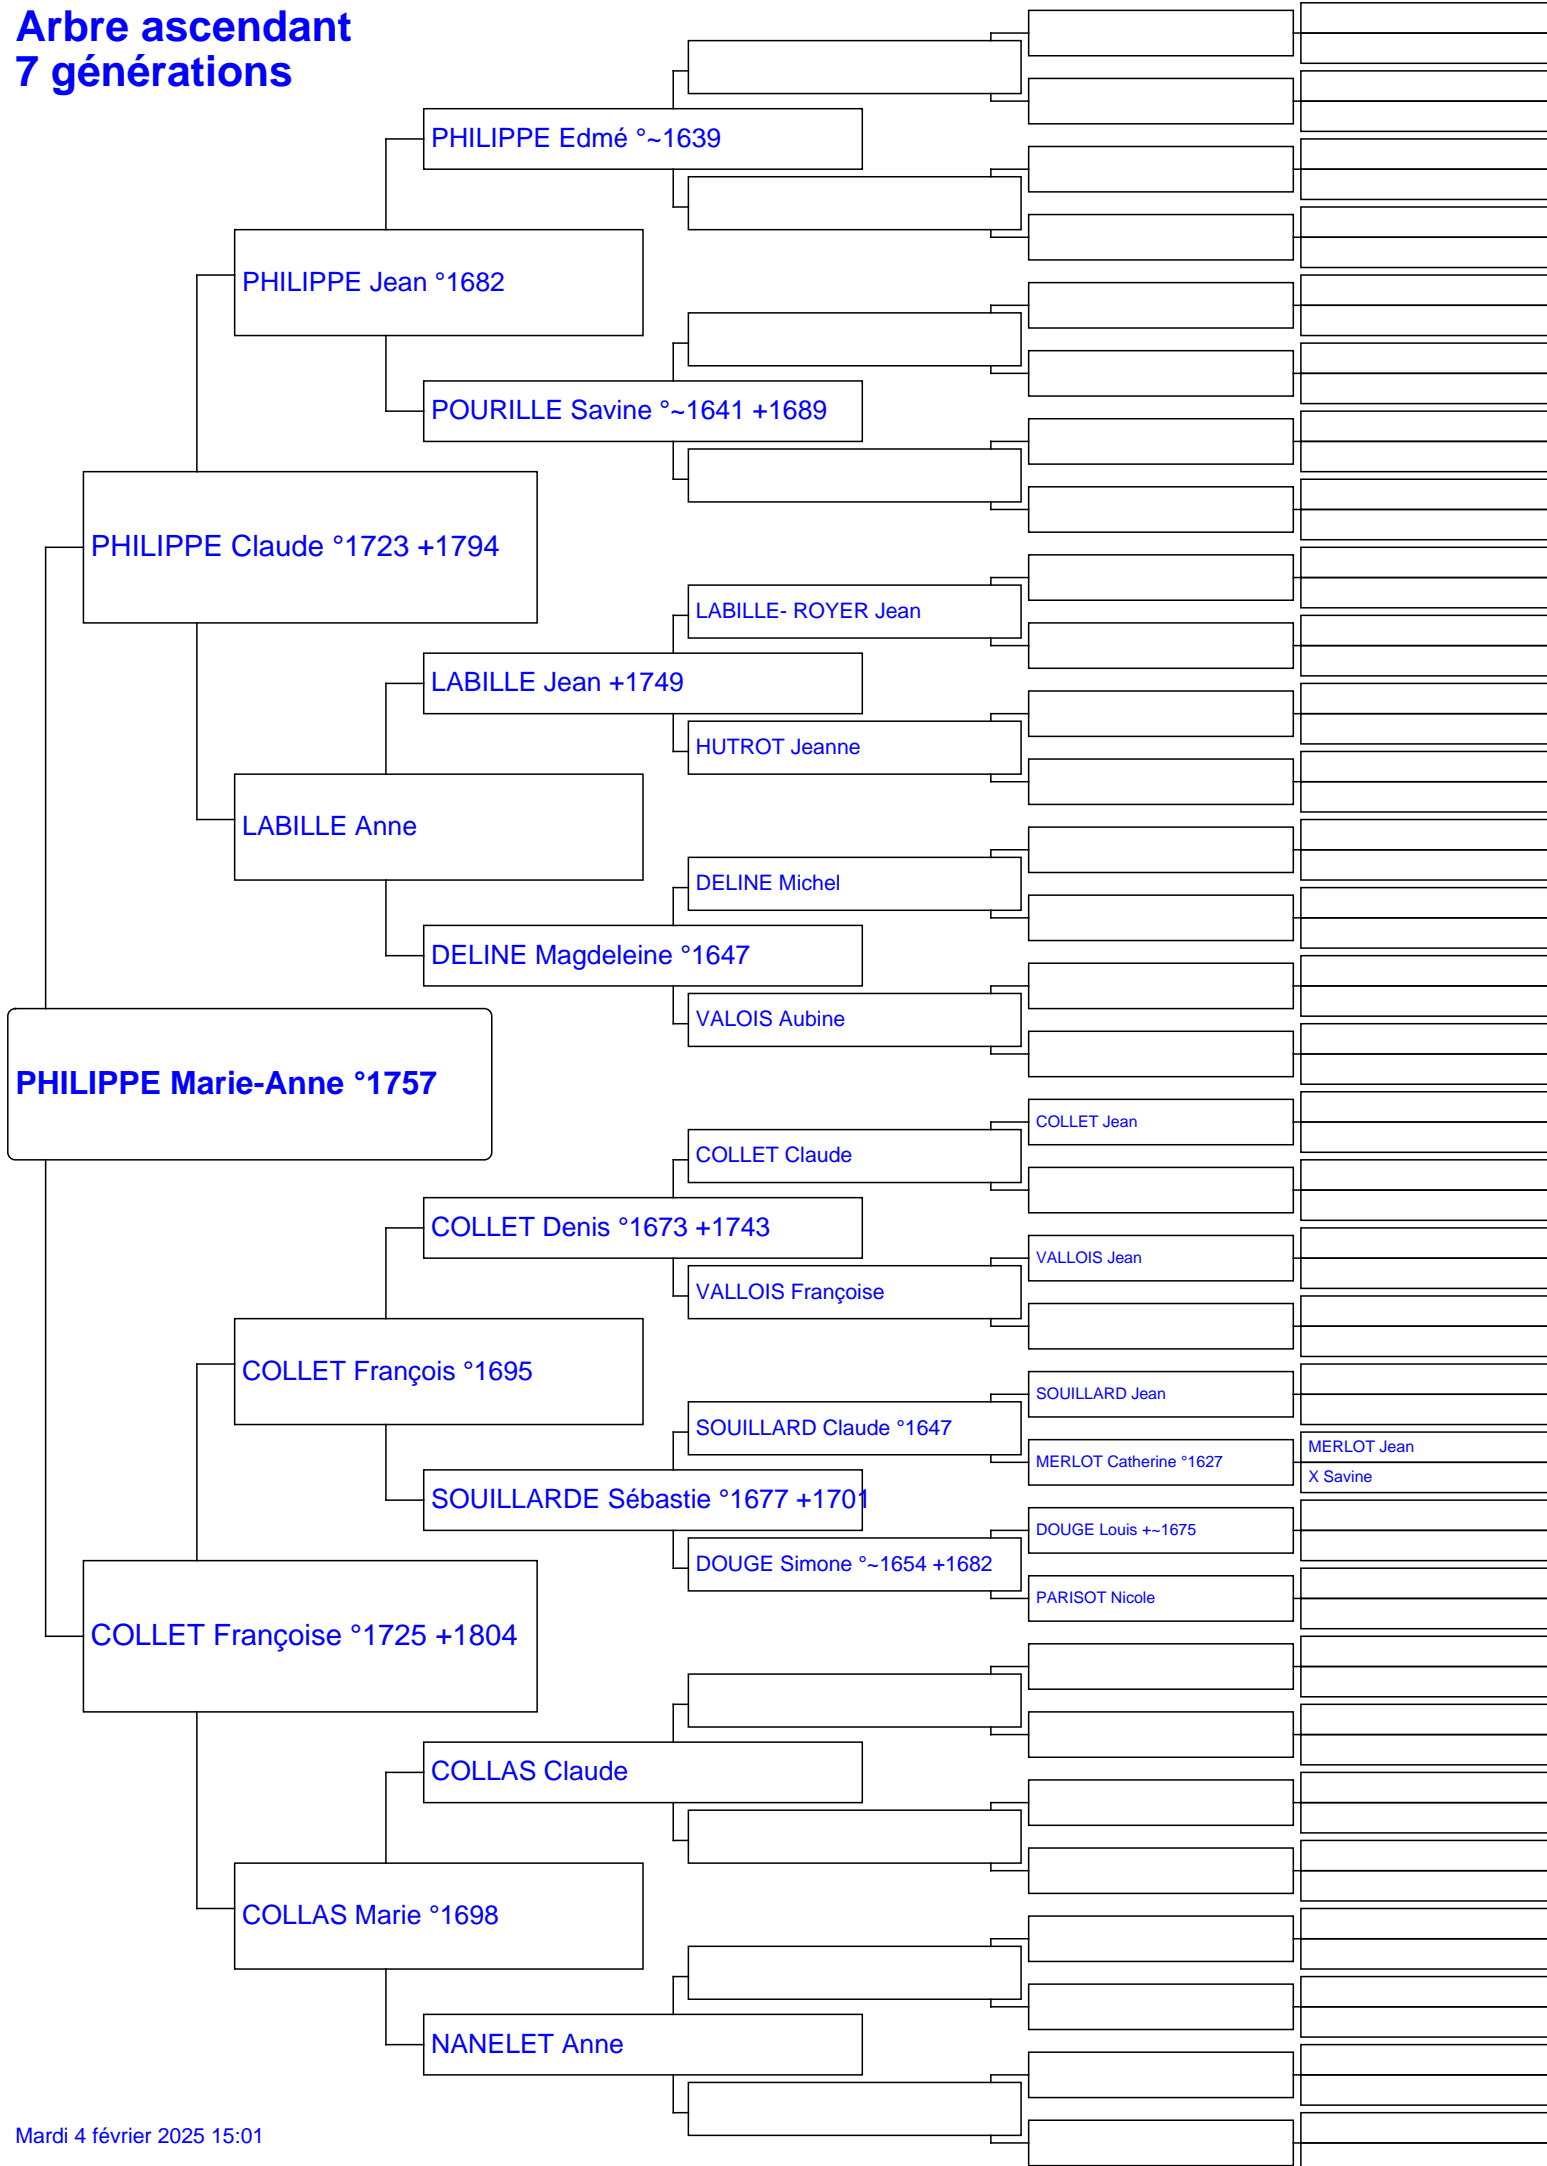 Arbre ascendant
7 générations
PHILIPPE Edmé °~1639
PHILIPPE Jean °1682
POURILLE Savine °~1641 +1689
PHILIPPE Claude °1723 +1794
LABILLE- ROYER Jean
LABILLE Jean +1749
HUTROT Jeanne
LABILLE Anne
DELINE Michel
DELINE Magdeleine °1647
VALOIS Aubine
PHILIPPE Marie-Anne °1757
COLLET Jean
COLLET Claude
COLLET Denis °1673 +1743
VALLOIS Jean
VALLOIS Françoise
COLLET François °1695
SOUILLARD Jean
SOUILLARD Claude °1647
MERLOT Jean
MERLOT Catherine °1627
X Savine
SOUILLARDE Sébastie °1677 +1701
DOUGE Louis +~1675
DOUGE Simone °~1654 +1682
PARISOT Nicole
COLLET Françoise °1725 +1804
COLLAS Claude
COLLAS Marie °1698
NANELET Anne
Mardi 4 février 2025 15:01